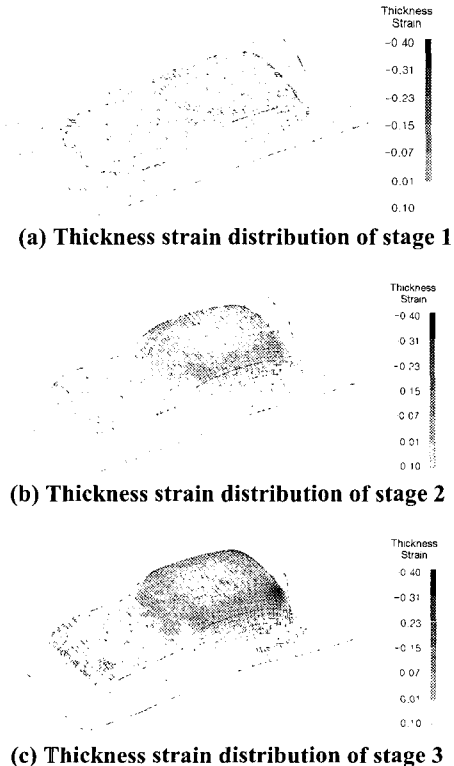 Thickness
Strain
-0.40
-0.31
-0.23
-0.15
-0.07
0.01
0.10
(a) Thickness strain distribution of stage 1
Thickness
Strain
-0.40
0.31
-0.23
0.15
0.07
0.01
0.10
(b) Thickness strain distribution of stage 2
Thickness
Strain
-0.40
-0.31
0.23
-0.15
0.07
0.01
0.10
(c) Thickness strain distribution of stage 3